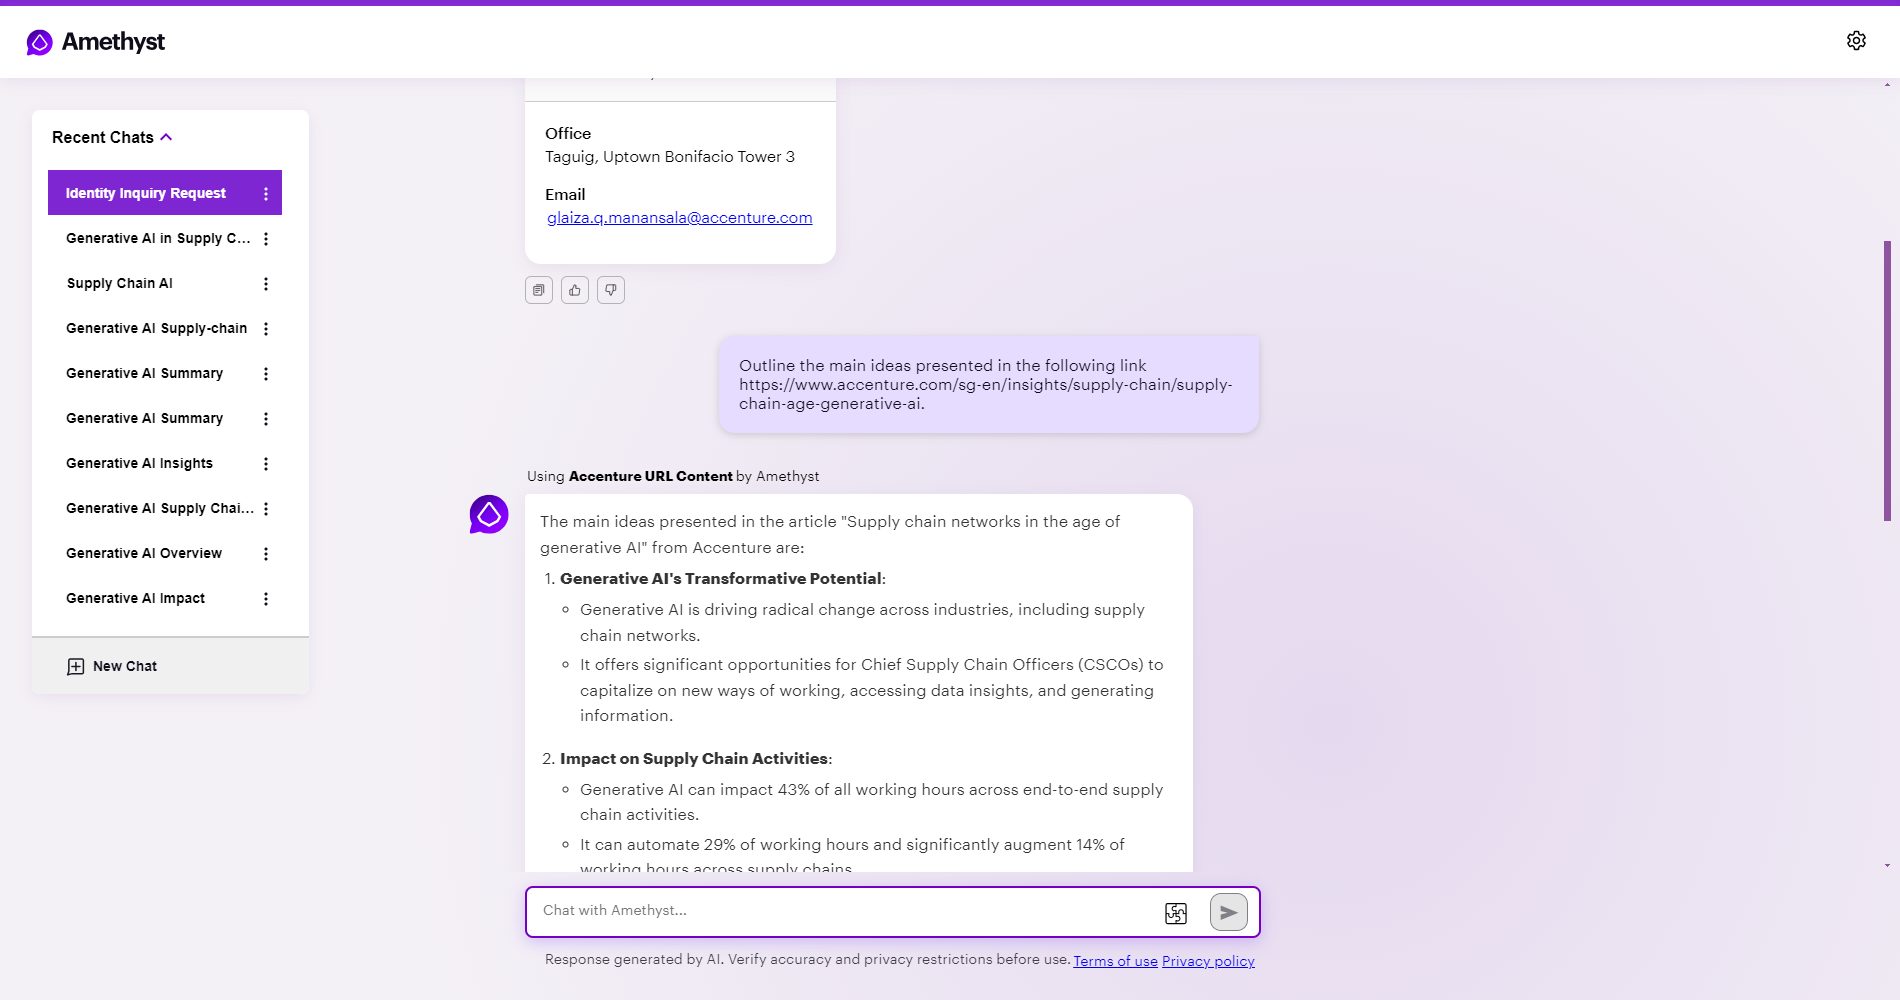 Amethyst
Recent Chats
Identity Inquiry Request
Generative AI in Supply C...
Supply Chain AI
Generative AI Supply-chain
Generative AI Summary
Generative AI Summary
Generative AI Insights
Generative AI Supply Chai...
Generative AI Overview
Generative AI Impact
New Chat
Office
Taguig, Uptown Bonifacio Tower 3
Email
glaiza.q.manansala@accenture.com
Outline the main ideas presented in the following link
https://www.accenture.com/sg-en/insights/supply-chain/supply-
chain-age-generative-ai.
Using Accenture URL Content by Amethyst
The main ideas presented in the article "Supply chain networks in the age of
generative AI" from Accenture are:
1. Generative AI's Transformative Potential:
Generative AI is driving radical change across industries, including supply
chain networks.
It offers significant opportunities for Chief Supply Chain Officers (CSCOs) to
capitalize on new ways of working, accessing data insights, and generating
information.
2. Impact on Supply Chain Activities:
Generative AI can impact 43% of all working hours across end-to-end supply
chain activities.
It can automate 29% of working hours and significantly augment 14% of
working hours across supply chains
Chat with Amethyst...
Response generated by AI. Verify accuracy and privacy restrictions before use. Terms of use Privacy policy